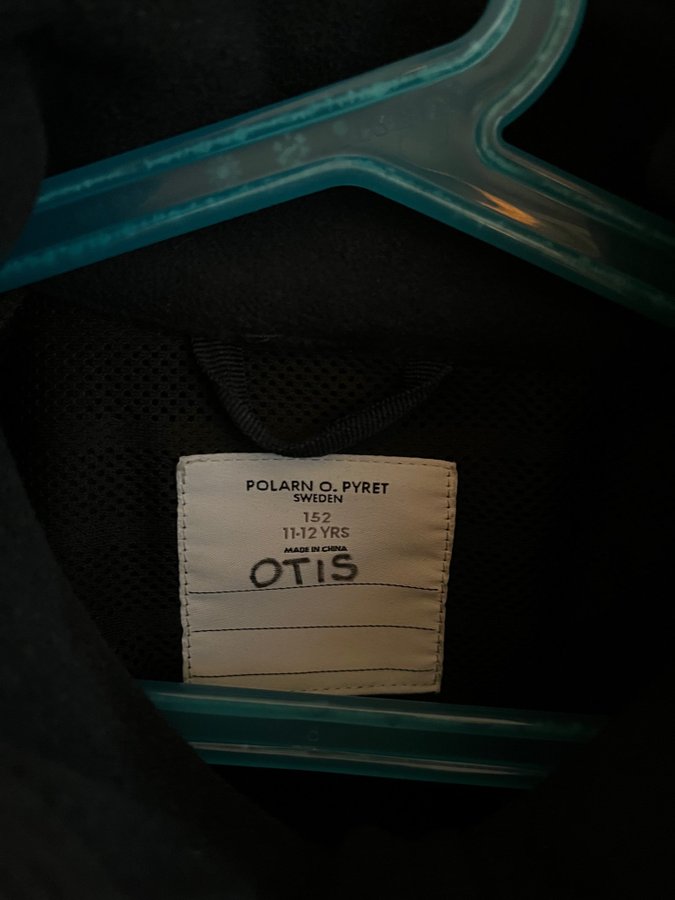 POLARN O. PYRET
SWEDEN
152
11-12 YRS
MADE IN CHINA
OTIS